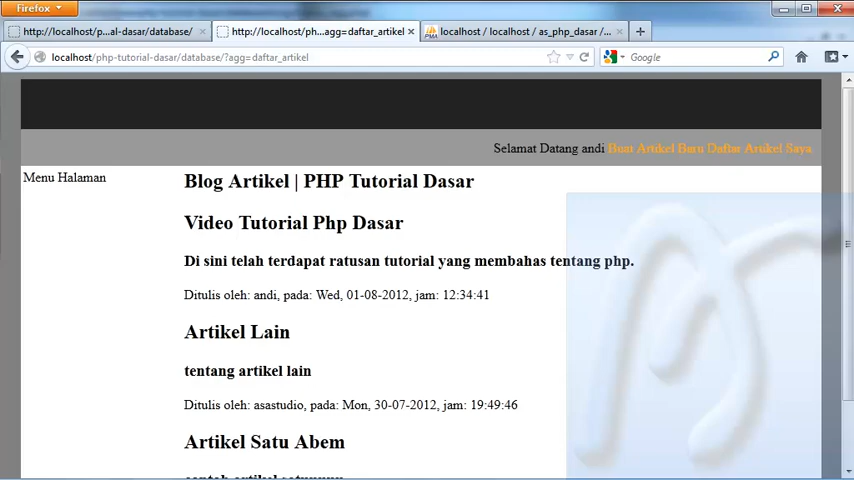 Firefox
http://localhost/p...al-dasar/database/
http://localhost/ph...agg=daftar_artikel
localhost / localhost / as_php_dasar /...
localhost/php-tutorial-dasar/database/?agg=daftar_artikel
Google
Selamat Datang andi Buat Artikel Baru Daftar Artikel Saya
Menu Halaman
Blog Artikel | PHP Tutorial Dasar
Video Tutorial Php Dasar
Di sini telah terdapat ratusan tutorial yang membahas tentang php.
Ditulis oleh: andi, pada: Wed, 01-08-2012, jam: 12:34:41
Artikel Lain
tentang artikel lain
Ditulis oleh: asastudio, pada: Mon, 30-07-2012, jam: 19:49:46
Artikel Satu Abem